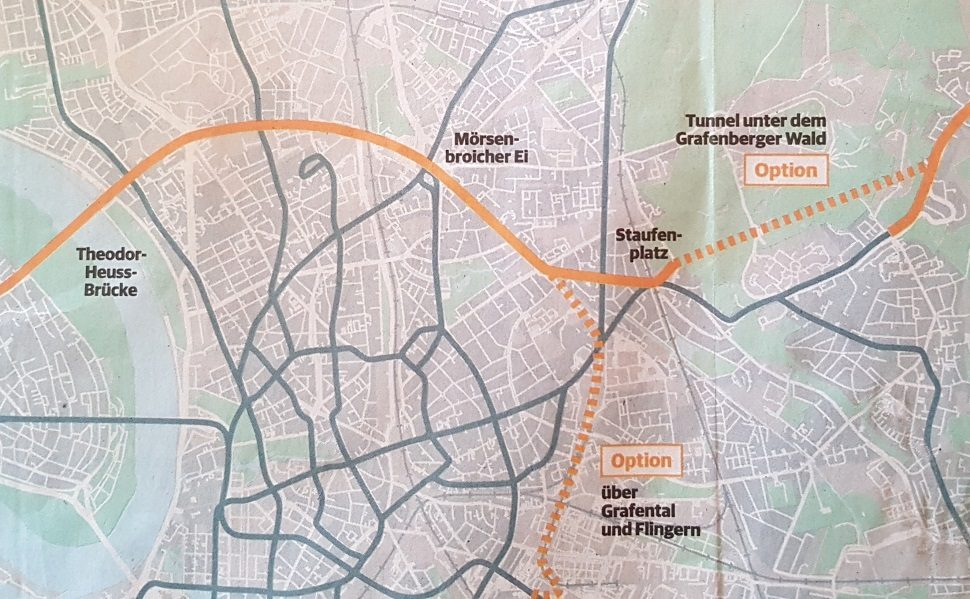 Tunnel unter dem
Grafenberger Wald
Option
Mörsen-
broicher Ei
Staufen-
platz
Theodor-
Heuss-
Brücke
Option
über
Grafental
und Flingern